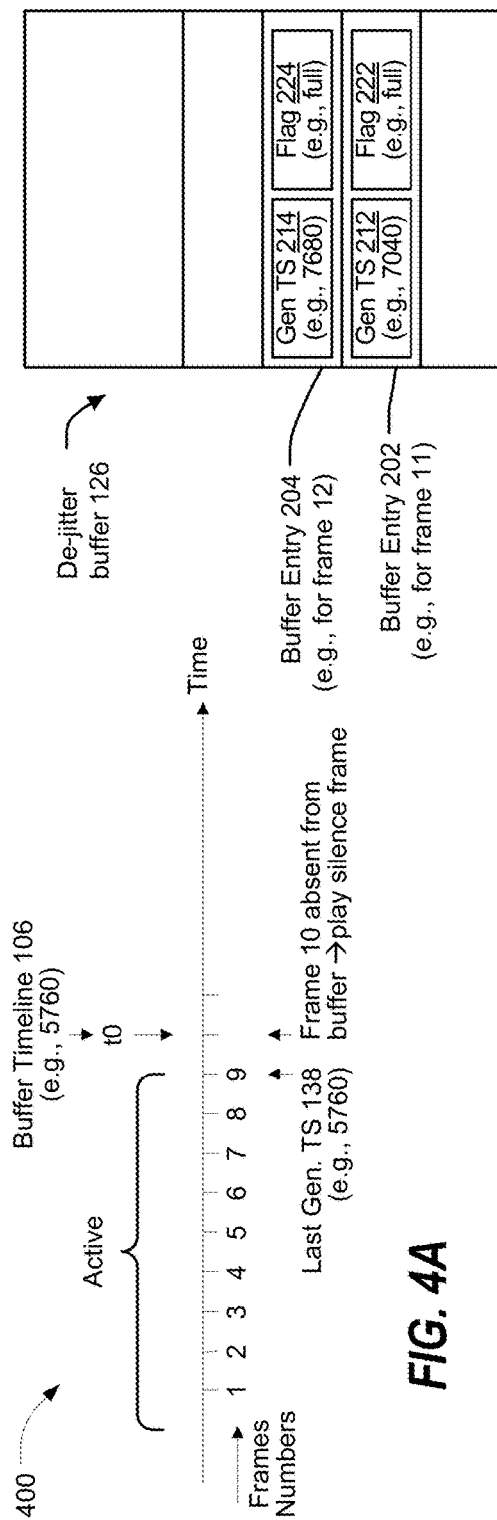 400
Buffer Timeline 106
(e.g., 5760)
t0
Active
Time
Frames
Numbers
1 2 3 4 5 6 7 8 9
Last Gen. TS 138
(e.g., 5760)
Frame 10 absent from
buffer → play silence frame
De-jitter
buffer 126
Buffer Entry 204
(e.g., for frame 12)
Buffer Entry 202
(e.g., for frame 11)
Gen TS 214
(e.g., 7680)
Flag 224
(e.g., full)
Gen TS 212
(e.g., 7040)
Flag 222
(e.g., full)
FIG. 4A